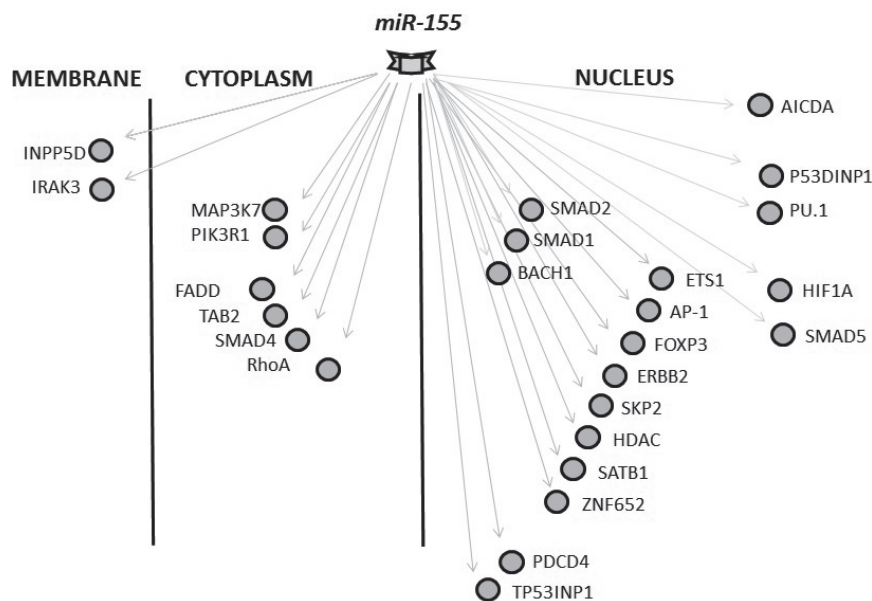 miR-155
MEMBRANE
CYTOPLASM
NUCLEUS
INPP5D
IRAK3
MAP3K7
PIK3R1
FADD
TAB2
SMAD4
RhoA
SMAD2
SMAD1
BACH1
ETS1
AP-1
FOXP3
ERBB2
SKP2
HDAC
SATB1
ZNF652
PDCD4
TP53INP1
AICDA
P53DINP1
PU.1
HIF1A
SMAD5